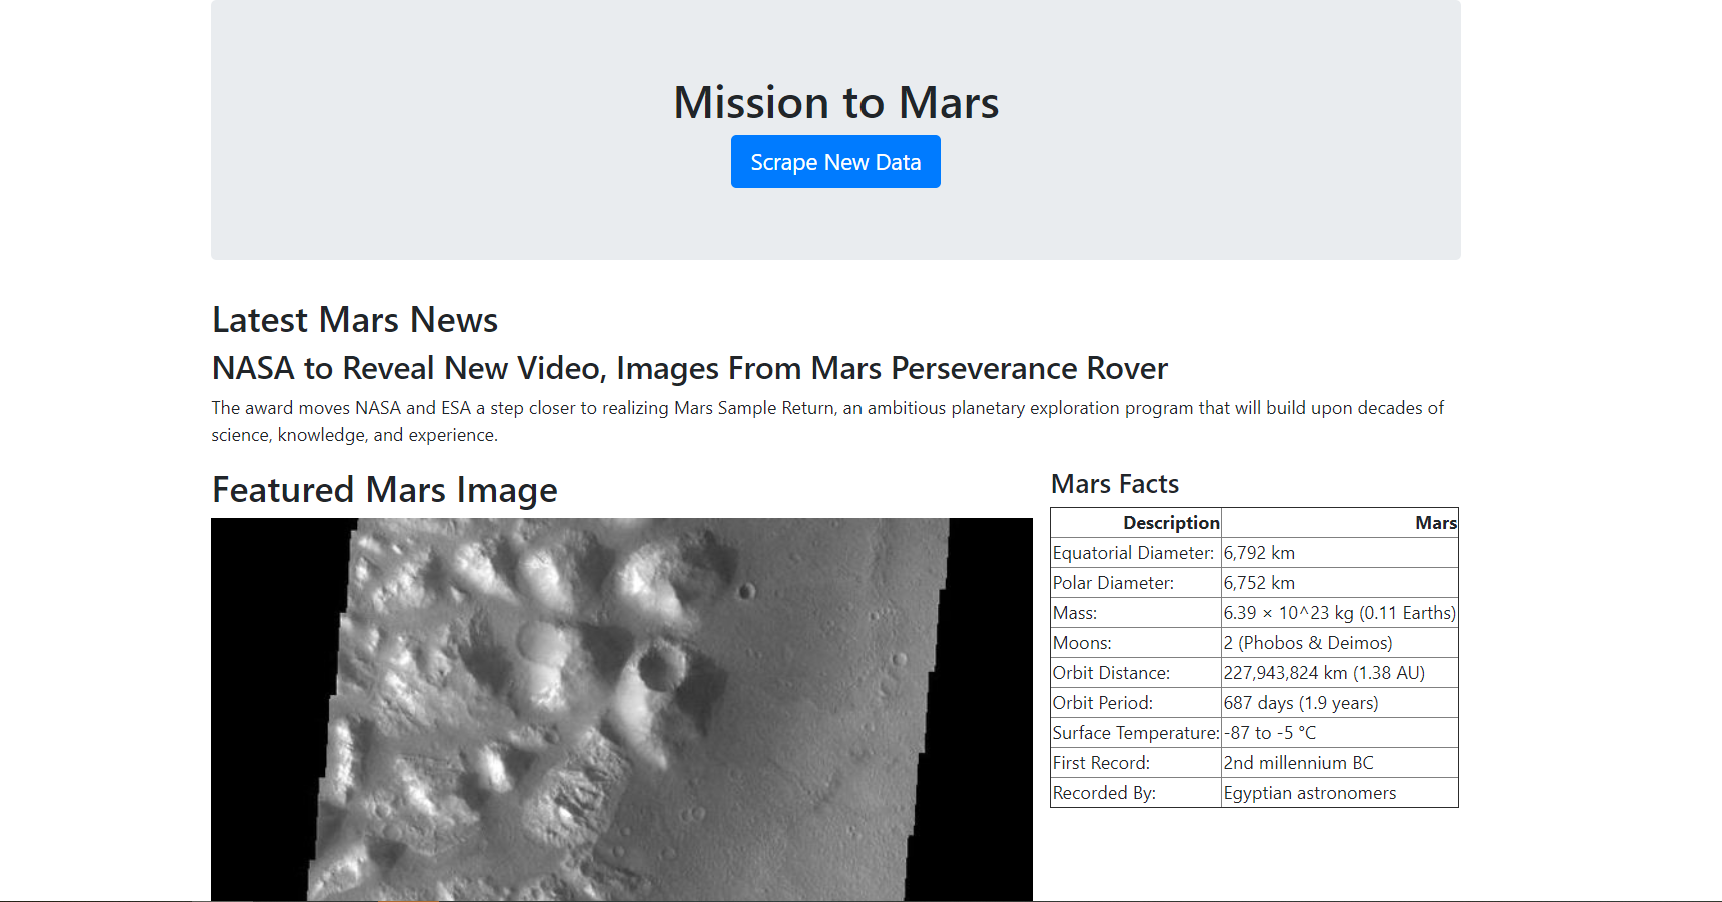 Mission to Mars
Scrape New Data
Latest Mars News
NASA to Reveal New Video, Images From Mars Perseverance Rover
The award moves NASA and ESA a step closer to realizing Mars Sample Return, an ambitious planetary exploration program that will build upon decades of
science, knowledge, and experience.
Featured Mars Image
Mars Facts
Description Mars
Equatorial Diameter: 6,792 km
Polar Diameter: 6,752 km
Mass: 6.39 × 10^23 kg (0.11 Earths)
Moons: 2 (Phobos & Deimos)
Orbit Distance: 227,943,824 km (1.38 AU)
Orbit Period: 687 days (1.9 years)
Surface Temperature: -87 to -5 °C
First Record: 2nd millennium BC
Recorded By: Egyptian astronomers